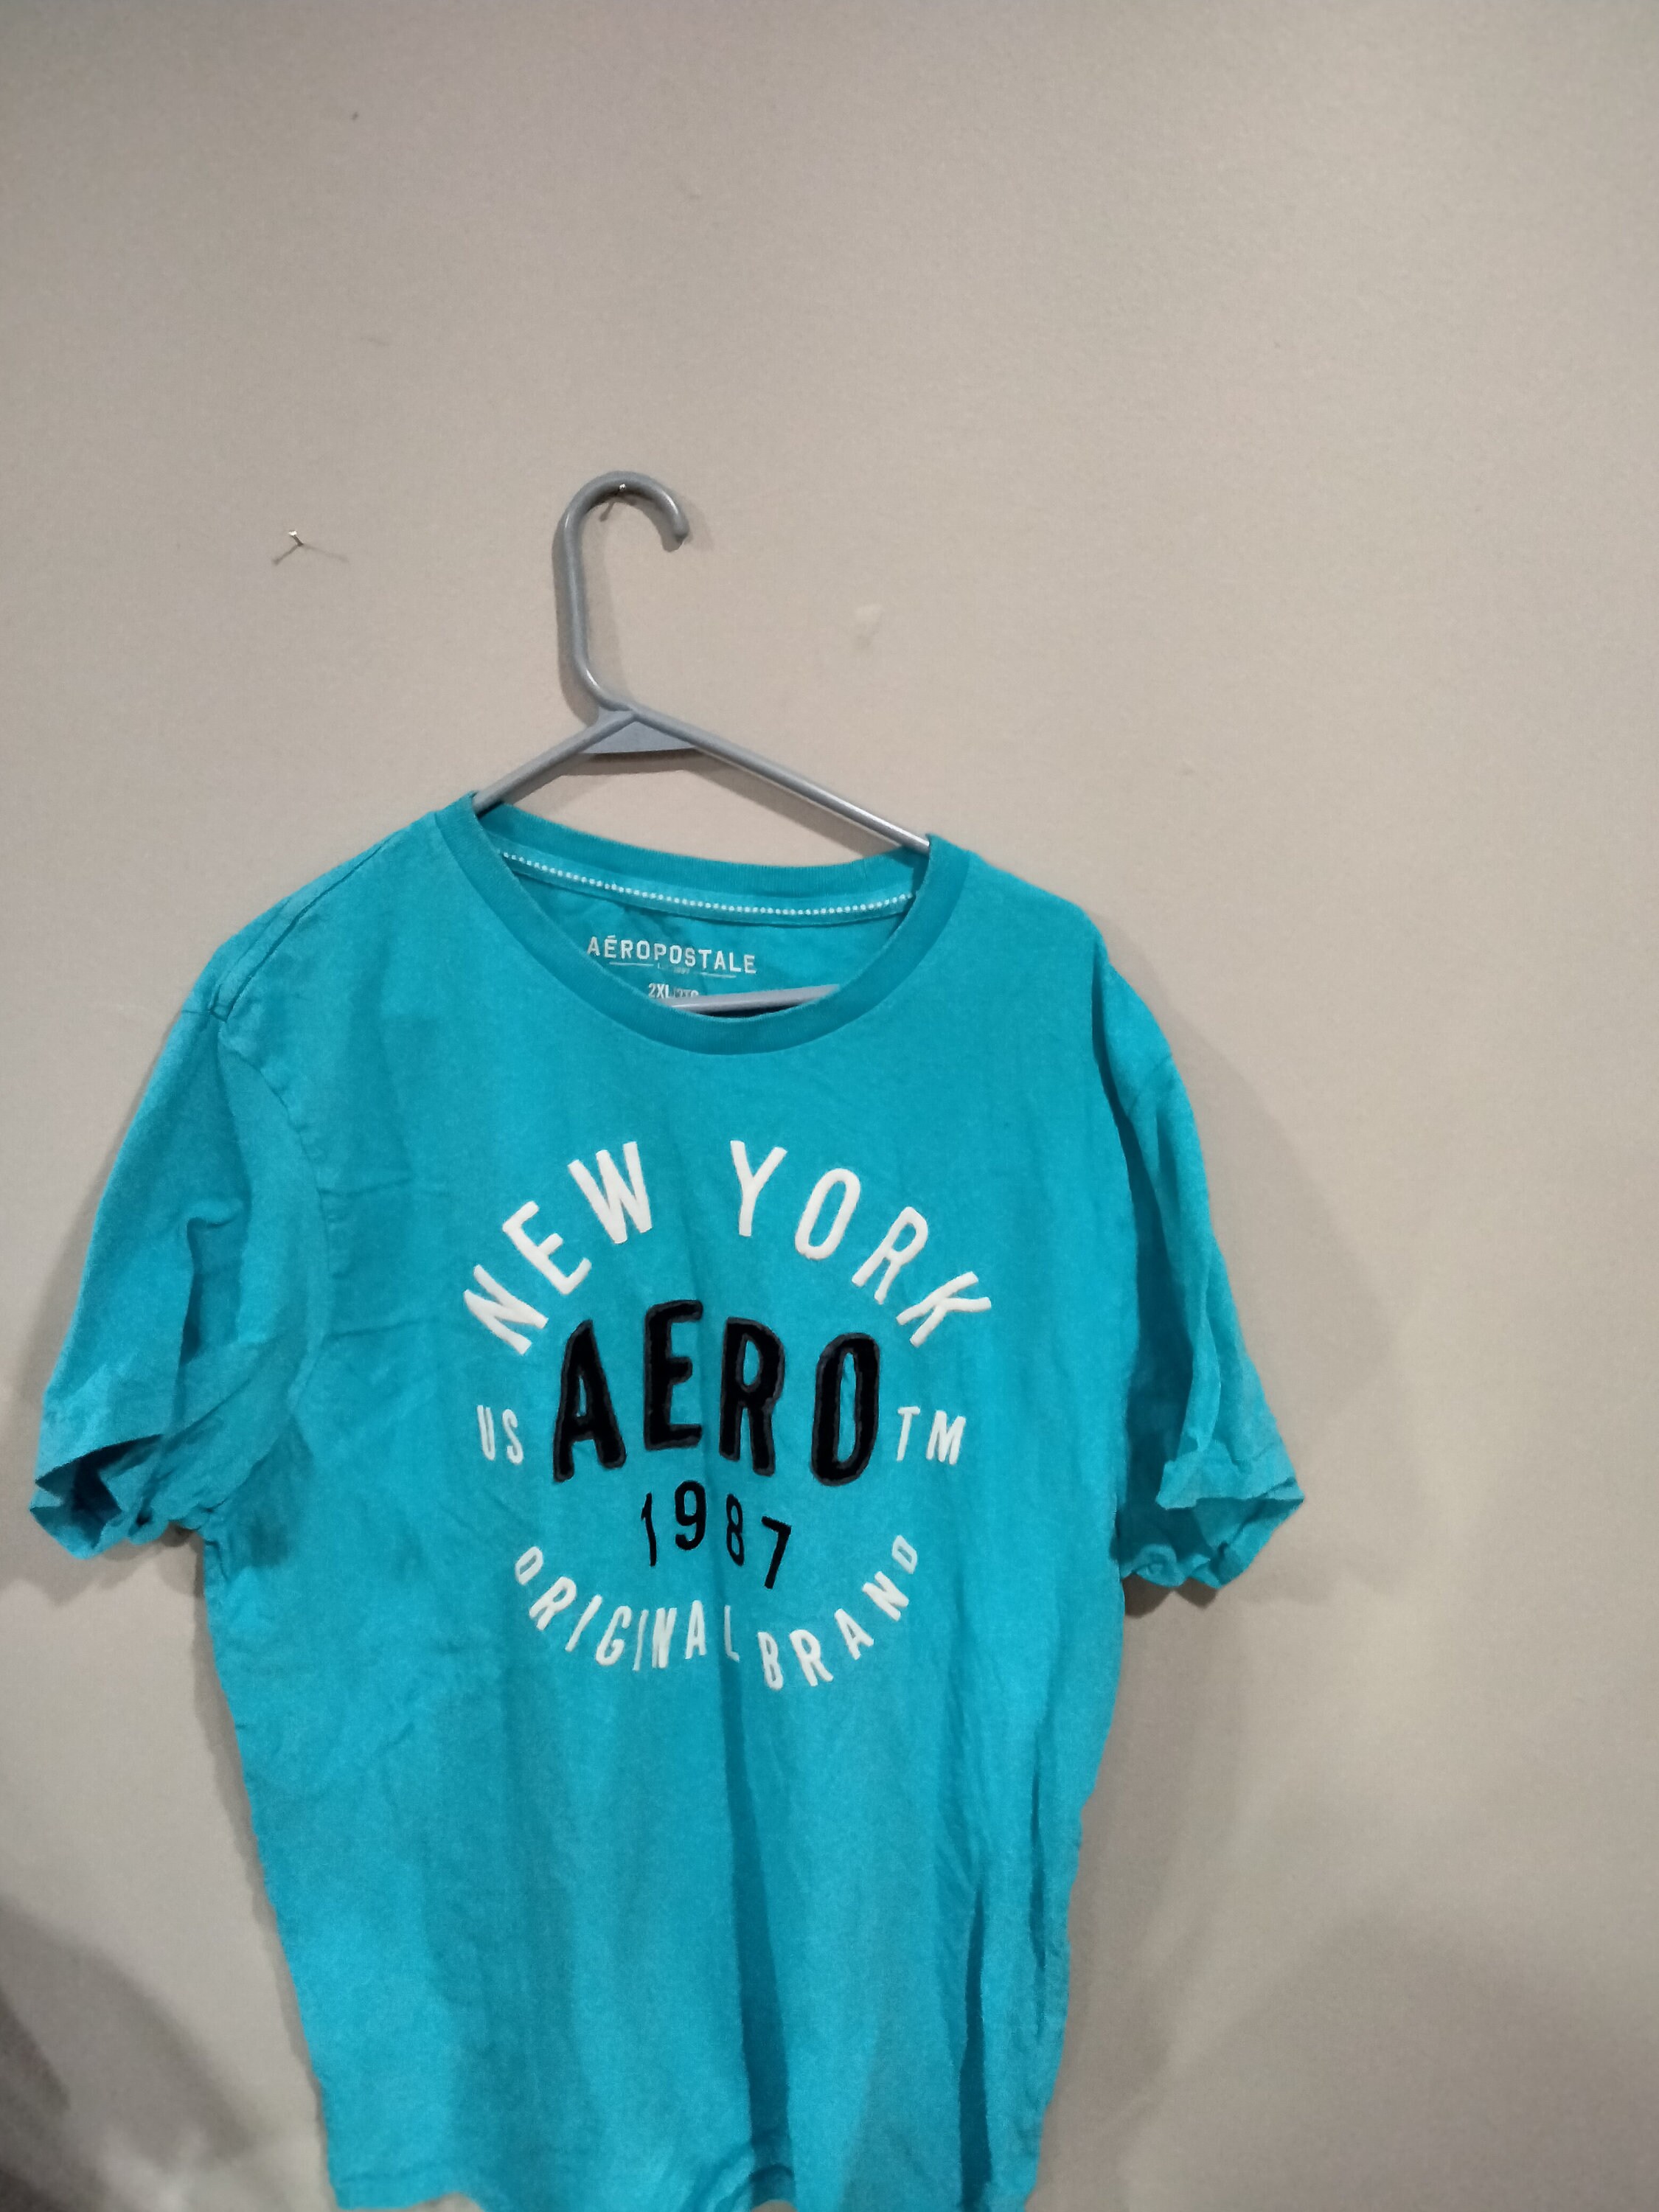 AÉROPOSTALE
2XL
NEW YORK
US AERO TM
1987
ORIGINAL BRAND